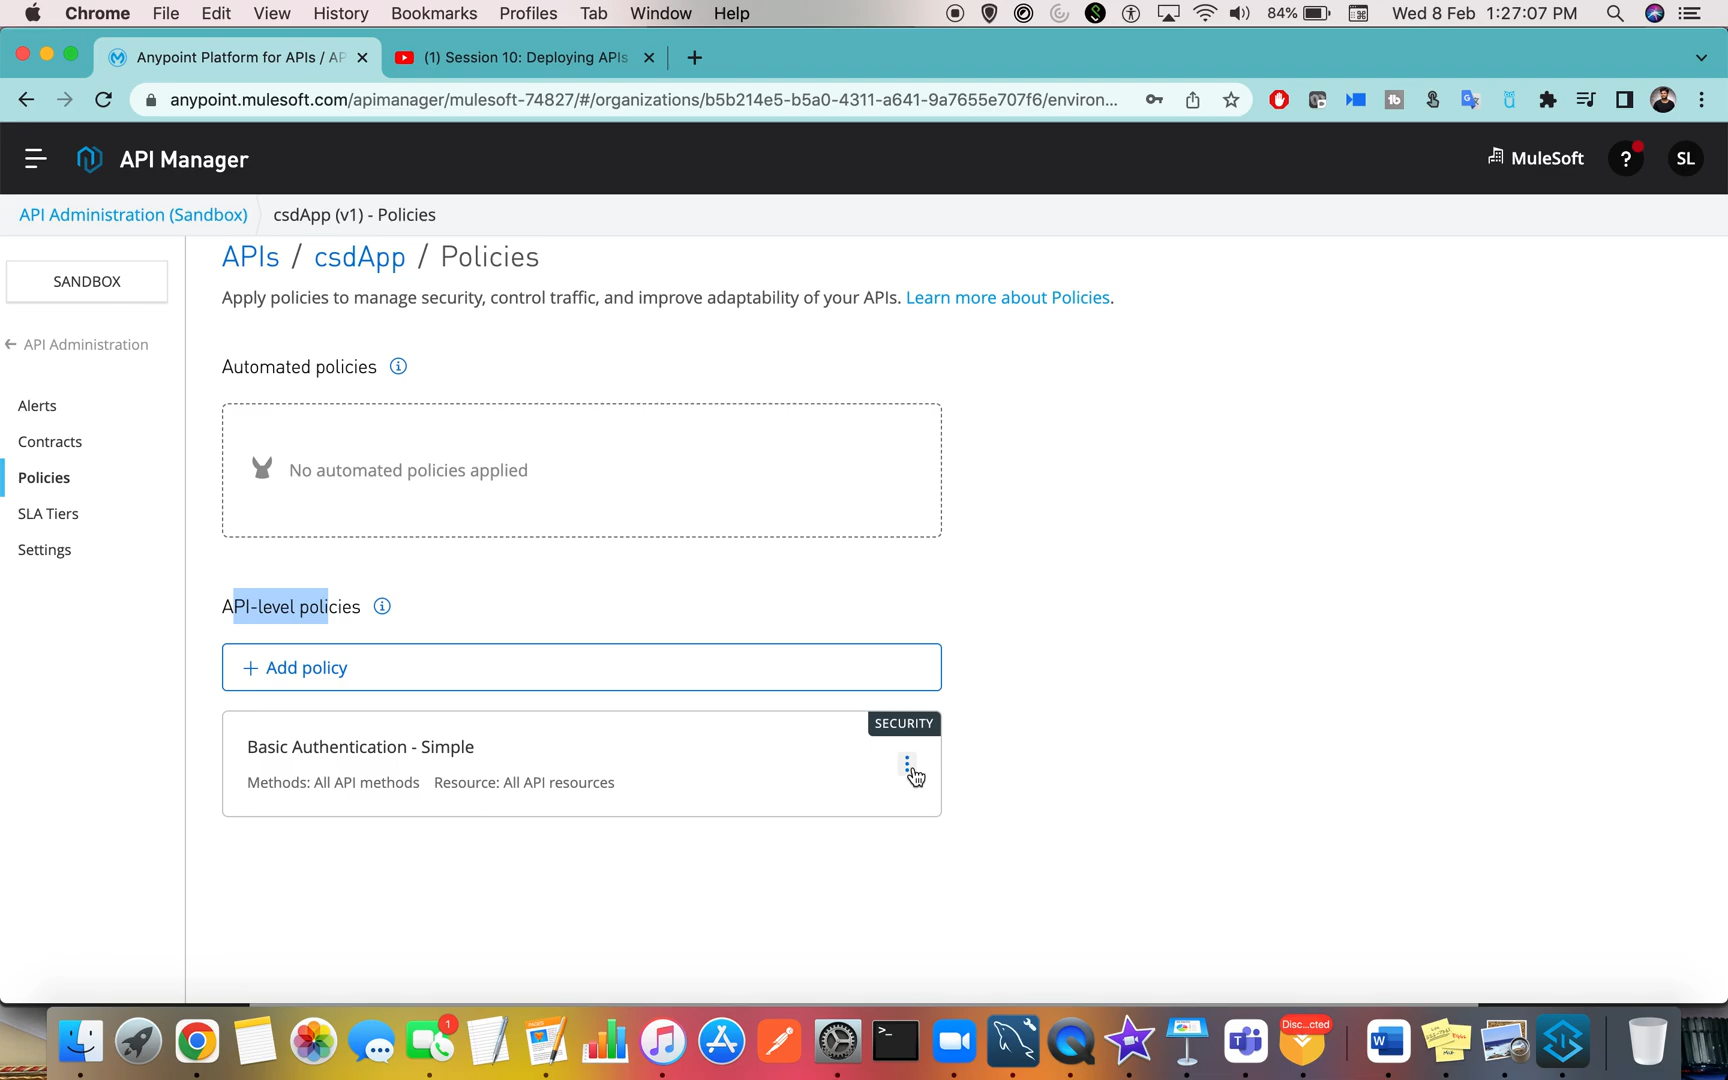 Chrome File Edit View History Bookmarks Profiles Tab Window Help 84% Wed 8 Feb 1:27:07 PM
Anypoint Platform for APIs / AP (1) Session 10: Deploying APIs
anypoint.mulesoft.com/apimanager/mulesoft-74827/#/organizations/b5b214e5-b5a0-4311-a641-9a7655e707f6/environ...
API Manager MuleSoft ? SL
API Administration (Sandbox) csdApp (v1) - Policies
APIs / csdApp / Policies
SANDBOX
Apply policies to manage security, control traffic, and improve adaptability of your APIs. Learn more about Policies.
API Administration
Automated policies
Alerts
Contracts
Policies
SLA Tiers
Settings
No automated policies applied
API-level policies
+ Add policy
SECURITY
Basic Authentication - Simple
Methods: All API methods Resource: All API resources
1
Disc...cted